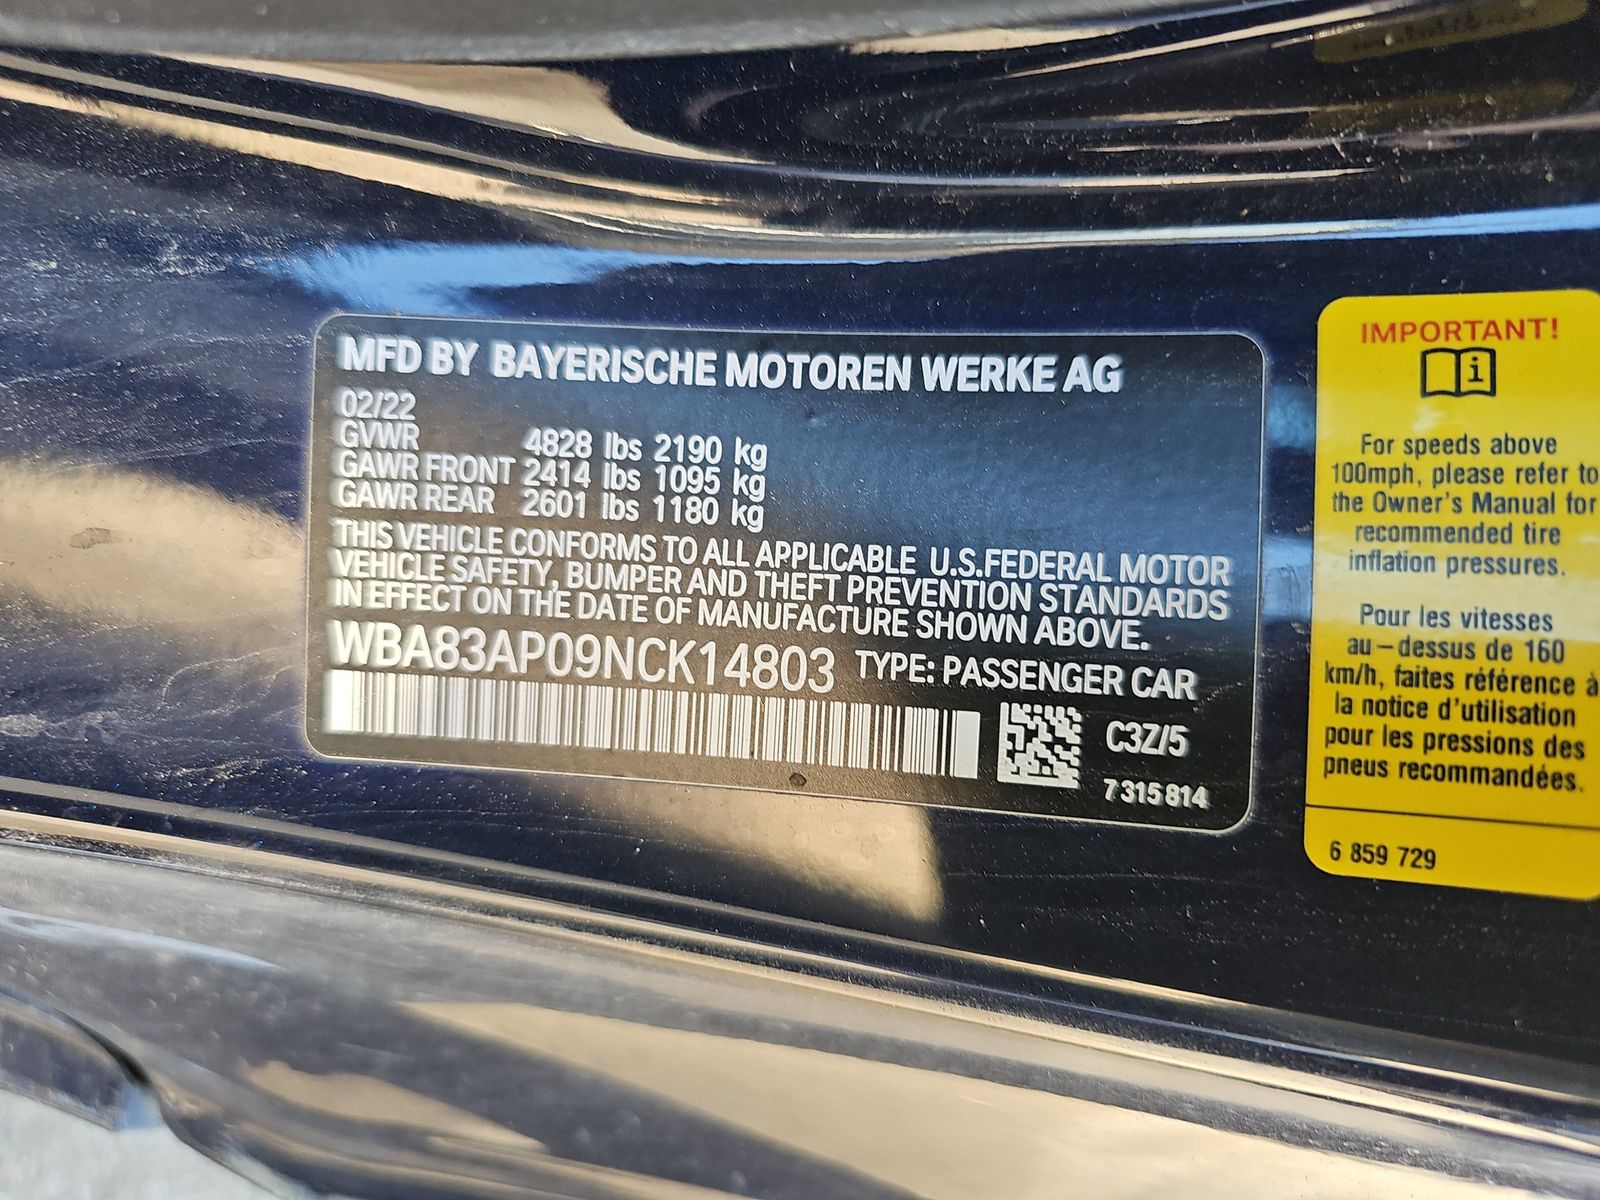 MFD BY BAYERISCHE MOTOREN WERKE AG
02/22
GVWR 4828 lbs 2190 kg
GAWR FRONT 2414 lbs 1095 kg
GAWR REAR 2601 lbs 1180 kg
THIS VEHICLE CONFORMS TO ALL APPLICABLE U.S.FEDERAL MOTOR
VEHICLE SAFETY, BUMPER AND THEFT PREVENTION STANDARDS
IN EFFECT ON THE DATE OF MANUFACTURE SHOWN ABOVE.
WBA83AP09NCK14803 TYPE: PASSENGER CAR
C3Z/5
7 315 814
IMPORTANT!
i
For speeds above
100mph, please refer to
the Owner's Manual for
recommended tire
inflation pressures.
Pour les vitesses
au-dessus de 160
km/h, faites référence à
la notice d'utilisation
pour les pressions des
pneus recommandées.
6 859 729